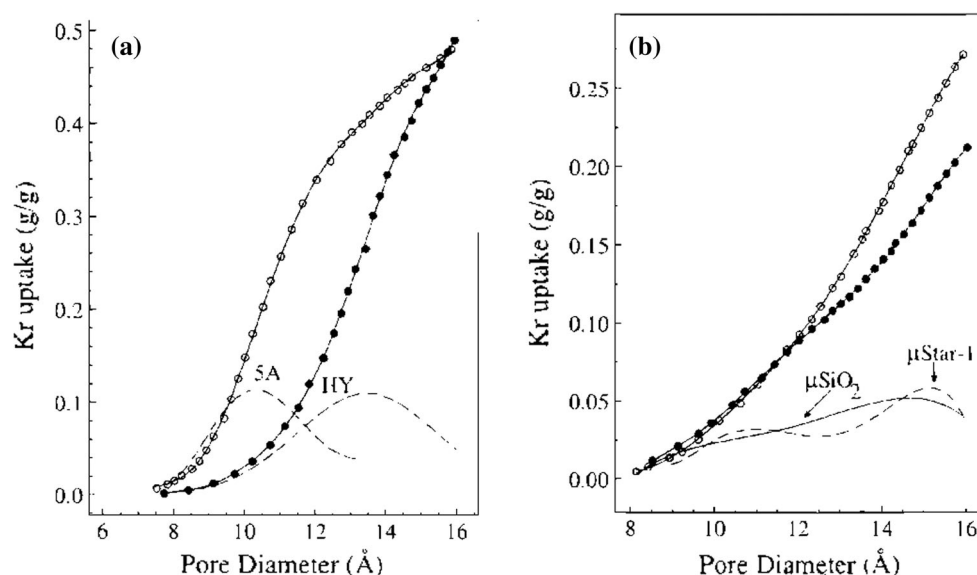 (a)
0.5
0.4
0.3
0.2
0.1
0.0
Kr uptake (g/g)
5A
HY
6
8
10
12
14
16
Pore Diameter (Å)
(b)
0.25
0.20
0.15
0.10
0.05
0.00
Kr uptake (g/g)
μStar-1
μSiO2
8
10
12
14
16
Pore Diameter (Å)